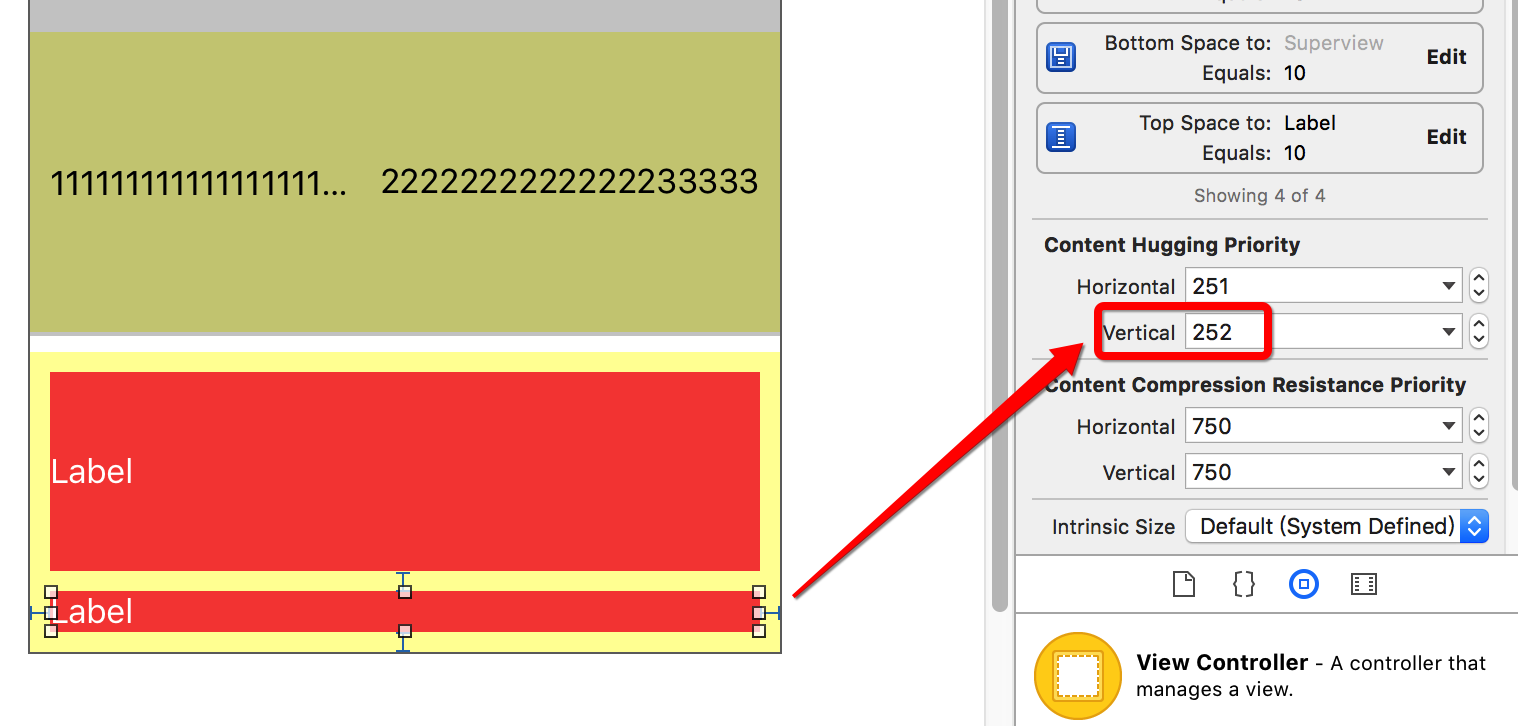 111111111111111111... 2222222222222233333
Label
Label
Bottom Space to: Superview
Equals: 10
Edit
Top Space to: Label
Equals: 10
Edit
Showing 4 of 4
Content Hugging Priority
Horizontal 251
Vertical 252
Content Compression Resistance Priority
Horizontal 750
Vertical 750
Intrinsic Size Default (System Defined)
{}
View Controller - A controller that
manages a view.